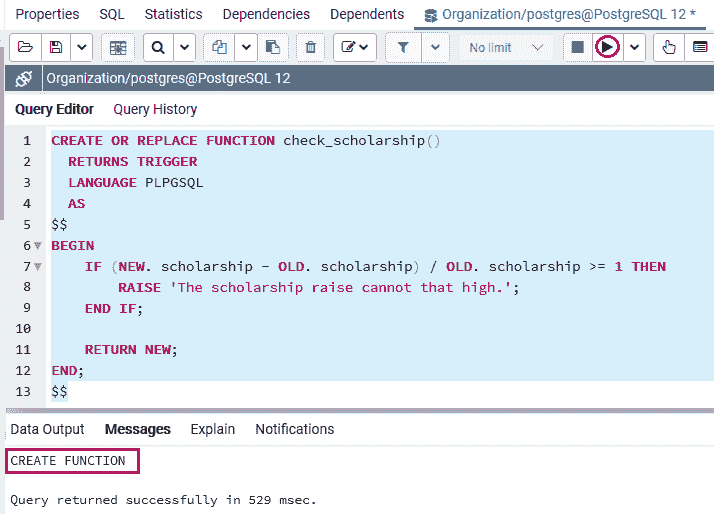 Properties SQL Statistics Dependencies Dependents Organization/postgres@PostgreSQL 12 *
No limit
Organization/postgres@PostgreSQL 12
Query Editor Query History
1 CREATE OR REPLACE FUNCTION check_scholarship()
2 RETURNS TRIGGER
3 LANGUAGE PLPGSQL
4 AS
5 $$
6 BEGIN
7 IF (NEW. scholarship - OLD. scholarship) / OLD. scholarship >= 1 THEN
8 RAISE 'The scholarship raise cannot that high.';
9 END IF;
10
11 RETURN NEW;
12 END;
13 $$
Data Output Messages Explain Notifications
CREATE FUNCTION
Query returned successfully in 529 msec.